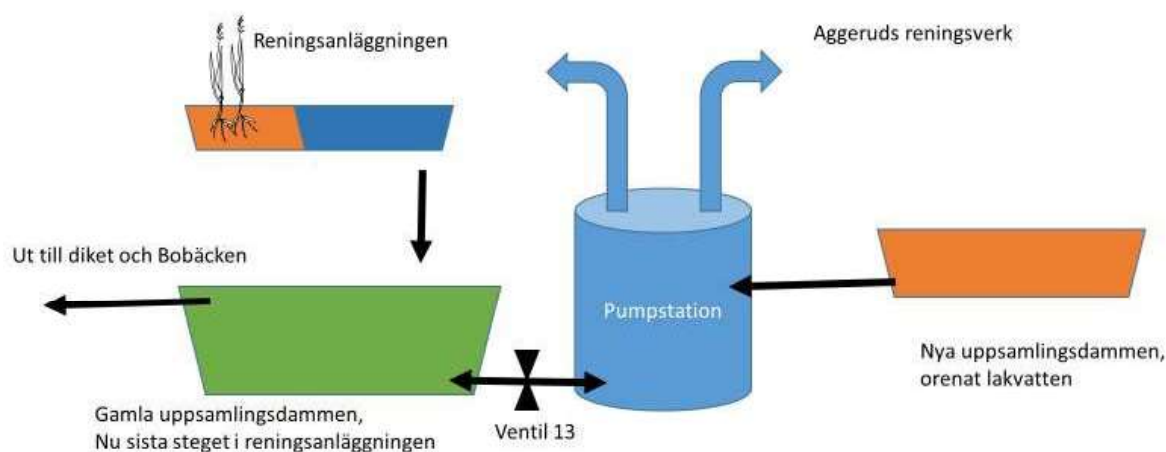 Reningsanläggningen
Aggeruds reningsverk
Ut till diket och Bobäcken
Pumpstation
Nya uppsamlingsdammen,
orenat lakvatten
Gamla uppsamlingsdammen,
Nu sista steget i reningsanläggningen
Ventil 13